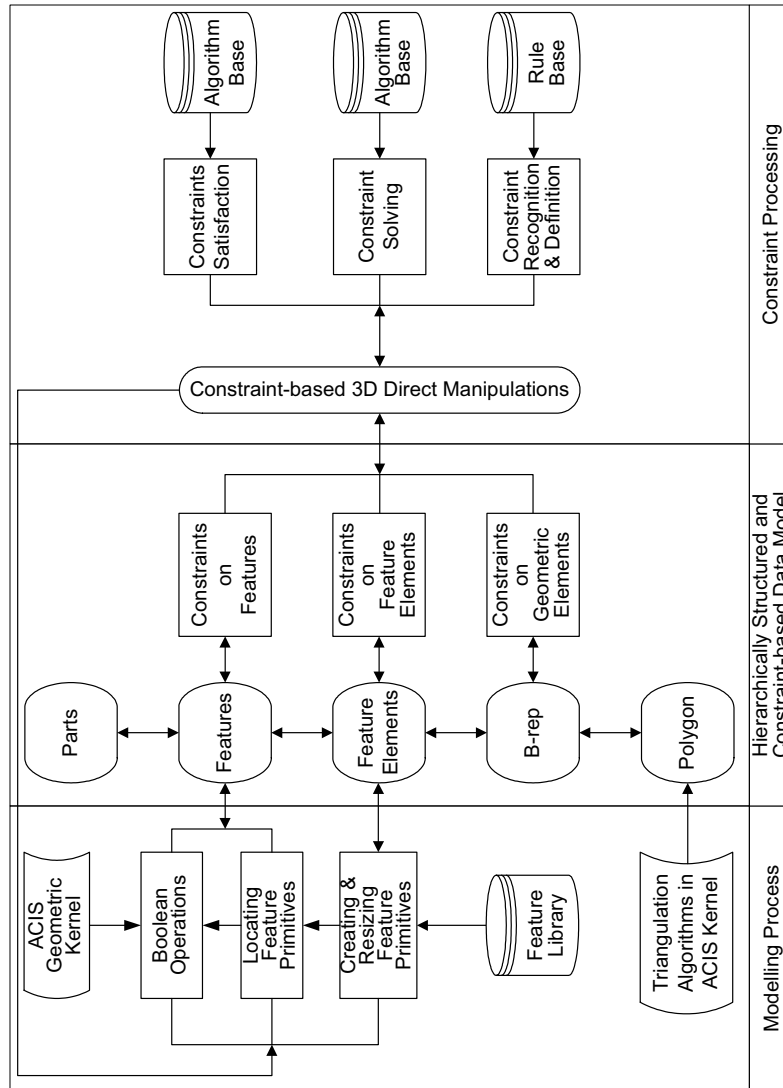 Algorithm
Base
Algorithm
Base
Rule
Base
Constraints
Satisfaction
Constraint
Solving
Constraint
Recognition
& Definition
Constraint Processing
Constraint-based 3D Direct Manipulations
Constraints
on
Features
Constraints
on
Feature
Elements
Constraints
on
Geometric
Elements
Parts
Features
Feature
Elements
B-rep
Polygon
Hierarchically Structured and
Constraint-based Data Model
ACIS
Geometric
Kernel
Boolean
Operations
Locating
Feature
Primitives
Creating &
Resizing
Feature
Primitives
Feature
Library
Triangulation
Algorithms in
ACIS Kernel
Modelling Process